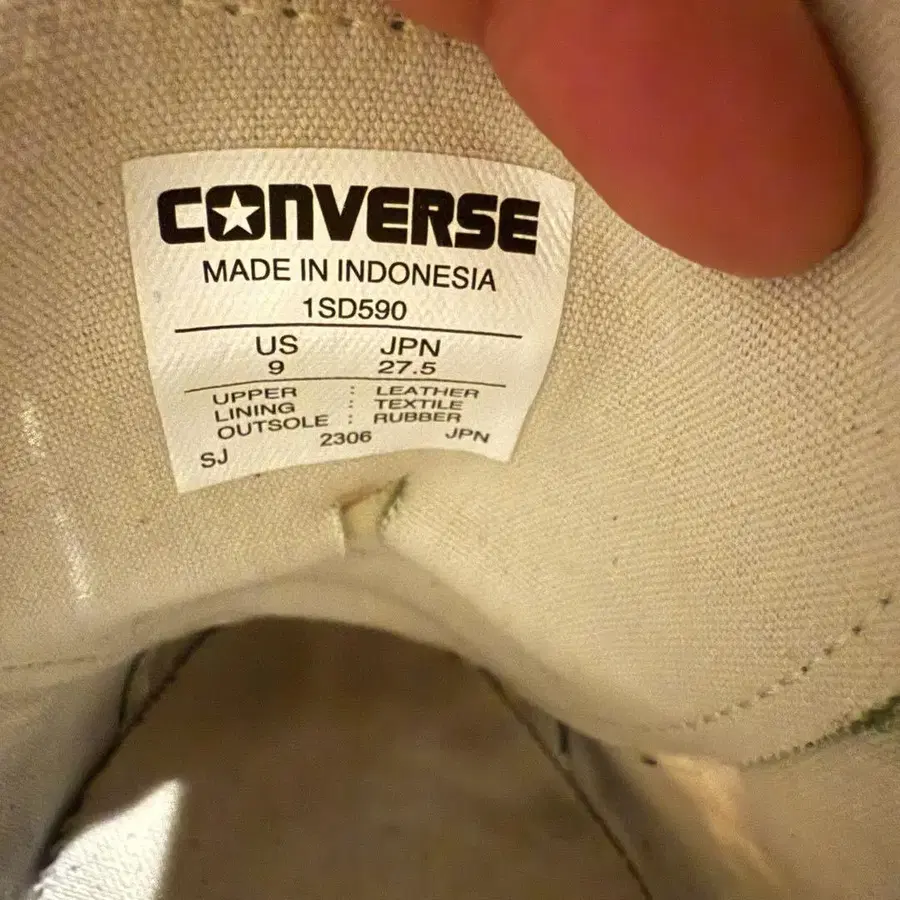 CONVERSE
MADE IN INDONESIA
1SD590
US JPN
9 27.5
UPPER : LEATHER
LINING : TEXTILE
OUTSOLE : RUBBER
SJ 2306 JPN